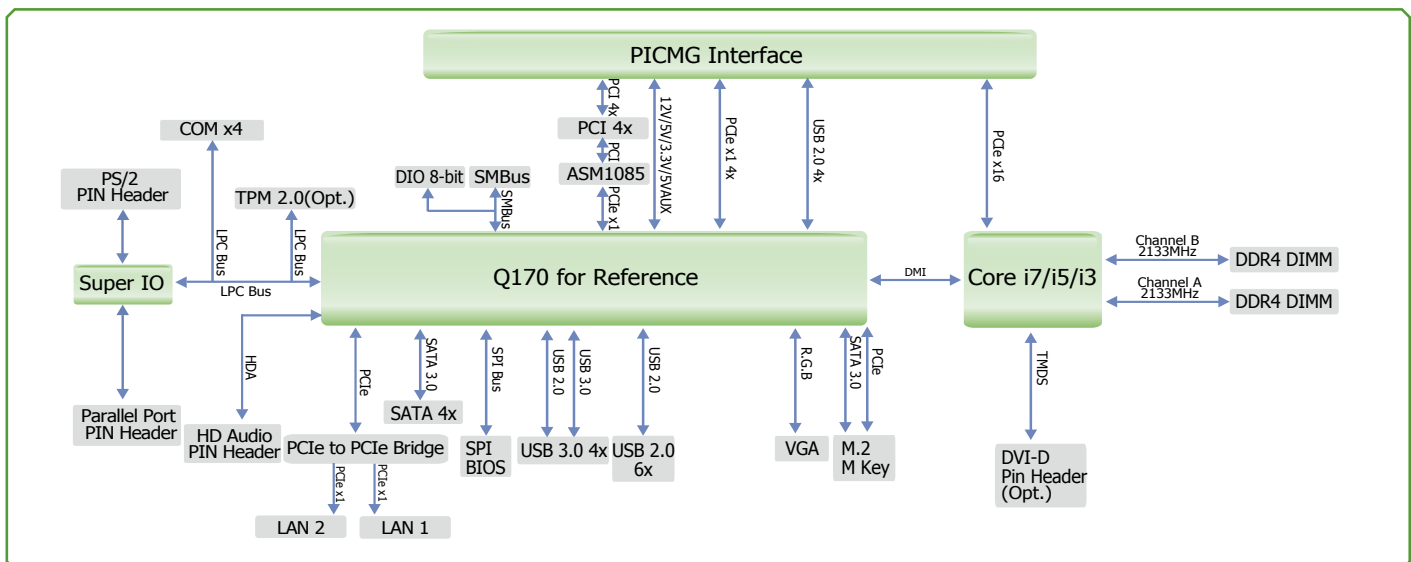 PICMG Interface
PCI 4x
12V/5V/3.3V/5VAUX
PCIe x1 4x
USB 2.0 4x
PCIe x16
COM x4
PCI 4x
PCI
PS/2
PIN Header
DIO 8-bit
SMBus
ASM1085
TPM 2.0(Opt.)
SMBus
PCIe x1
LPC Bus
LPC Bus
Super IO
LPC Bus
Q170 for Reference
DMI
Core i7/i5/i3
Channel B
2133MHz
DDR4 DIMM
Channel A
2133MHz
DDR4 DIMM
HDA
PCIe
SATA 3.0
SPI Bus
USB 2.0
USB 3.0
USB 2.0
R.G.B
SATA 3.0
PCIe
TMDS
Parallel Port
PIN Header
HD Audio
PIN Header
PCIe to PCIe Bridge
SATA 4x
SPI
BIOS
USB 3.0 4x
USB 2.0
6x
VGA
M.2
M Key
DVI-D
Pin Header
(Opt.)
PCIe x1
PCIe x1
LAN 2
LAN 1